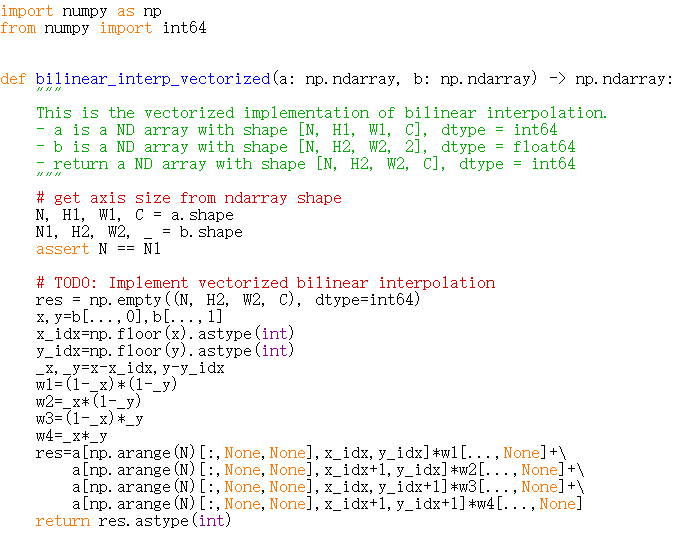 import numpy as np
from numpy import int64
def bilinear_interp_vectorized(a: np.ndarray, b: np.ndarray) -> np.ndarray:
    """
    This is the vectorized implementation of bilinear interpolation.
    - a is a ND array with shape [N, H1, W1, C], dtype = int64
    - b is a ND array with shape [N, H2, W2, 2], dtype = float64
    - return a ND array with shape [N, H2, W2, C], dtype = int64
    """
    # get axis size from ndarray shape
    N, H1, W1, C = a.shape
    N1, H2, W2, _ = b.shape
    assert N == N1
    # TODO: Implement vectorized bilinear interpolation
    res = np.empty((N, H2, W2, C), dtype=int64)
    x,y=b[...,0],b[...,1]
    x_idx=np.floor(x).astype(int)
    y_idx=np.floor(y).astype(int)
    _x,_y=x-x_idx,y-y_idx
    w1=(1-_x)*(1-_y)
    w2=_x*(1-_y)
    w3=(1-_x)*_y
    w4=_x*_y
    res=a[np.arange(N)[:,None,None],x_idx,y_idx]*w1[...,None]+\
        a[np.arange(N)[:,None,None],x_idx+1,y_idx]*w2[...,None]+\
        a[np.arange(N)[:,None,None],x_idx,y_idx+1]*w3[...,None]+\
        a[np.arange(N)[:,None,None],x_idx+1,y_idx+1]*w4[...,None]
    return res.astype(int)